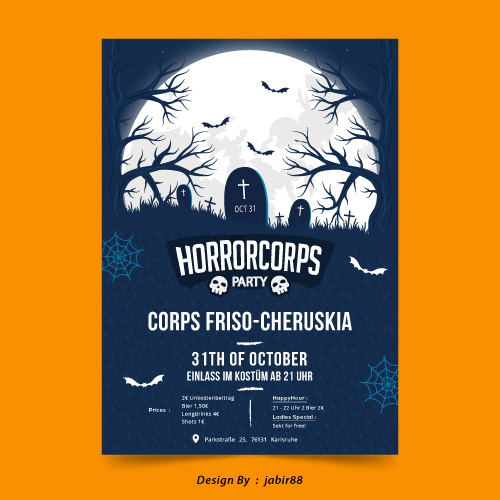 OCT 31
HORRORCORPS
PARTY
CORPS FRISO-CHERUSKIA
31TH OF OCTOBER
EINLASS IM KOSTÜM AB 21 UHR
Prices :
2€ Unkostenbeitrag
Bier 1,50€
Longdrinks 4€
Shots 1€
HappyHour :
21 - 22 Uhr 2 Bier 2€
Ladies Special :
Sekt for free!
Parkstraße 25, 76131 Karlsruhe
Design By : jabir88